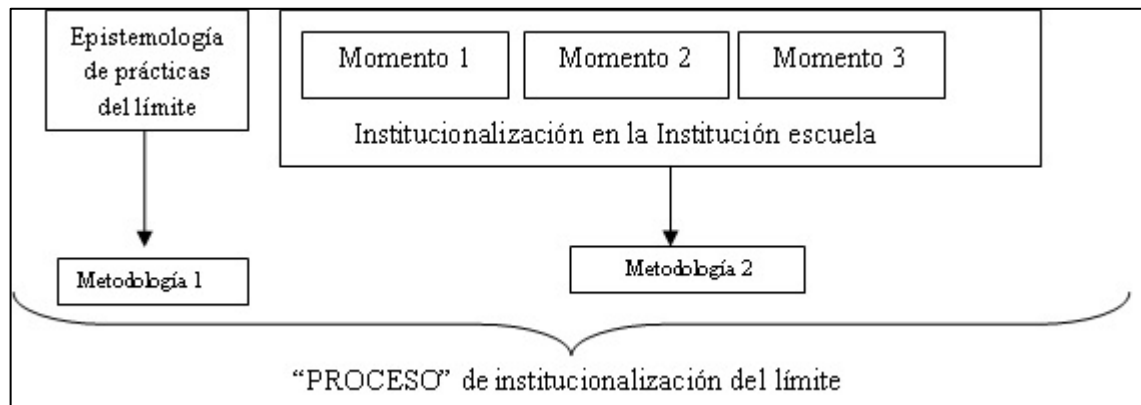 Epistemología
de prácticas
del límite
Momento 1
Momento 2
Momento 3
Institucionalización en la Institución escuela
Metodología 1
Metodología 2
“PROCESO” de institucionalización del límite